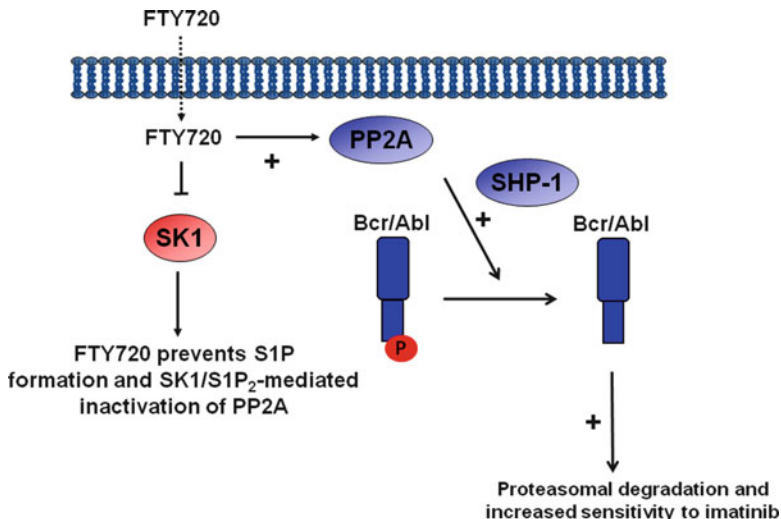 FTY720
FTY720
+
PP2A
SHP-1
+
SK1
Bcr/Abl
Bcr/Abl
P
FTY720 prevents S1P
formation and SK1/S1P₂-mediated
inactivation of PP2A
+
Proteasomal degradation and
increased sensitivity to imatinib